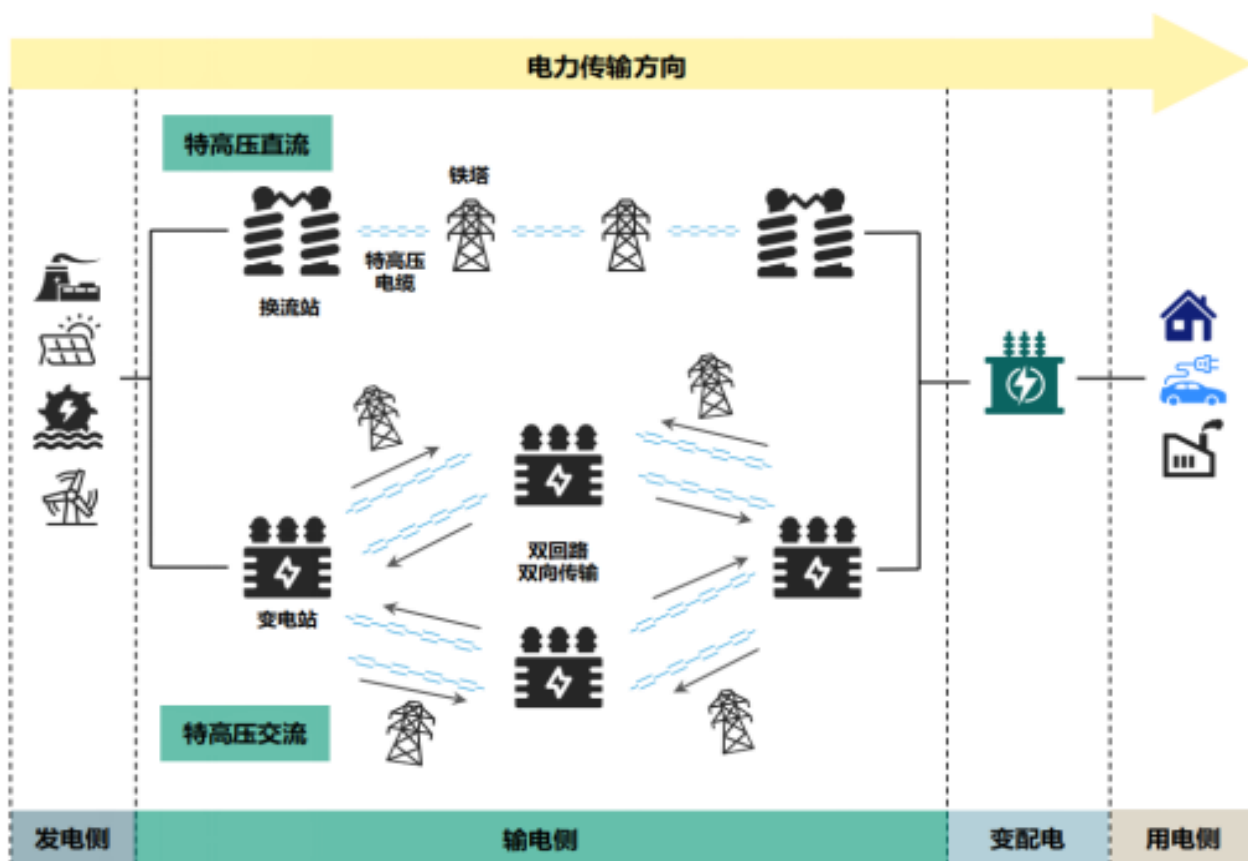 电力传输方向
特高压直流
铁塔
特高压
电缆
换流站
双回路
双向传输
变电站
特高压交流
发电侧
输电侧
变配电
用电侧